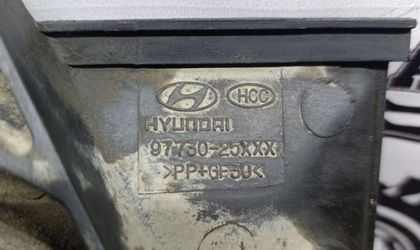 HCC
HYUNDAI
97730-25XXX
>PP+GF30<